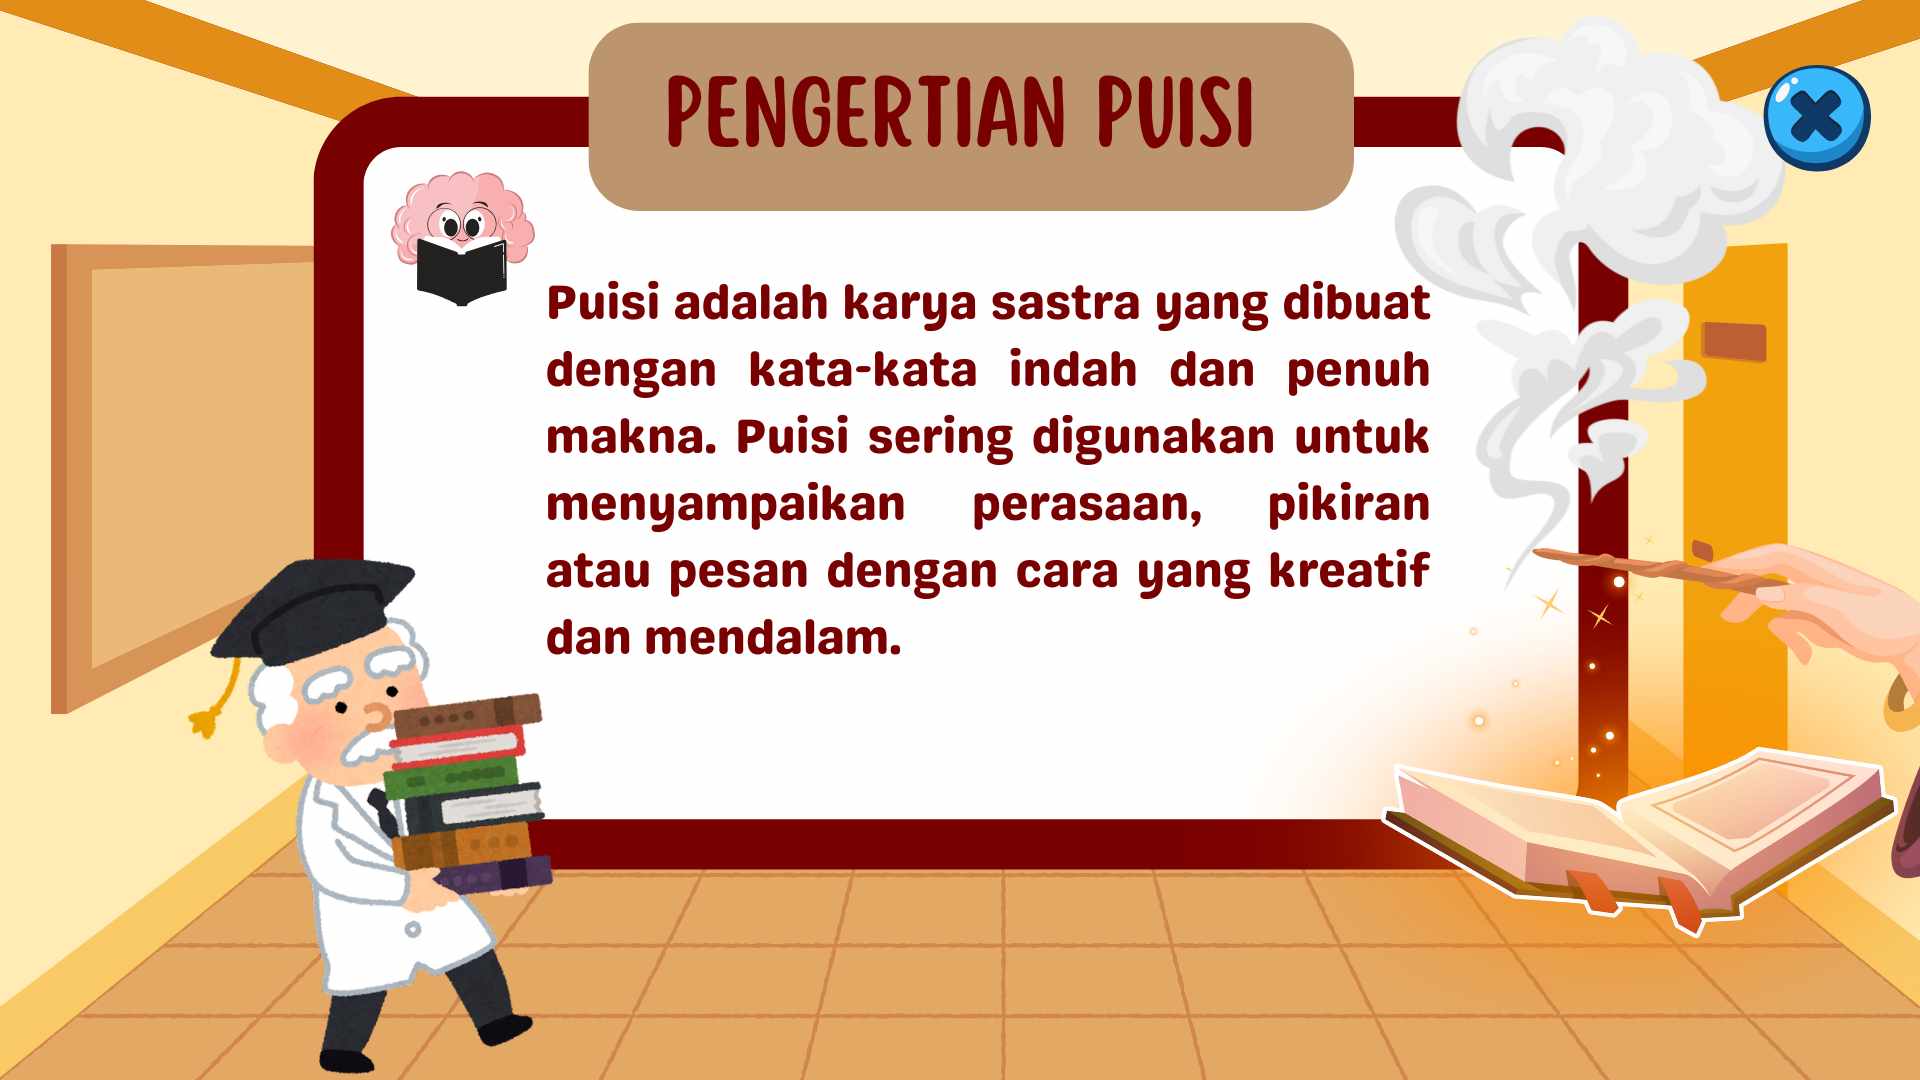 PENGERTIAN PUISI
Puisi adalah karya sastra yang dibuat
dengan kata-kata indah dan penuh
makna. Puisi sering digunakan untuk
menyampaikan perasaan, pikiran
atau pesan dengan cara yang kreatif
dan mendalam.